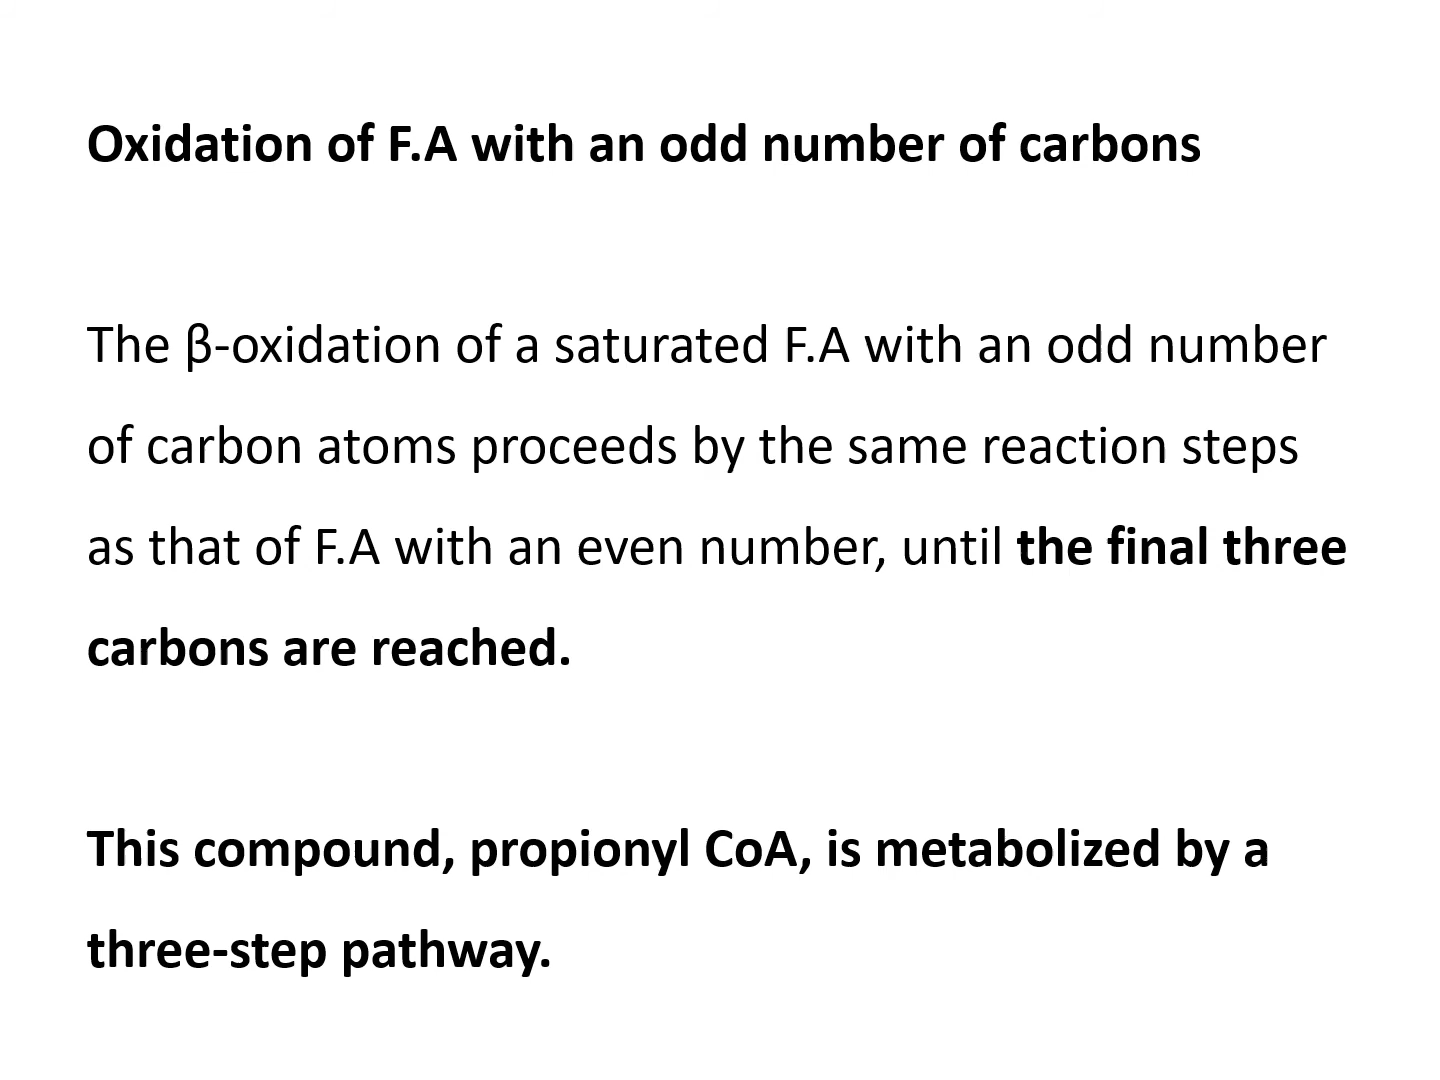 Oxidation of F.A with an odd number of carbons
The β-oxidation of a saturated F.A with an odd number
of carbon atoms proceeds by the same reaction steps
as that of F.A with an even number, until the final three
carbons are reached.
This compound, propionyl CoA, is metabolized by a
three-step pathway.